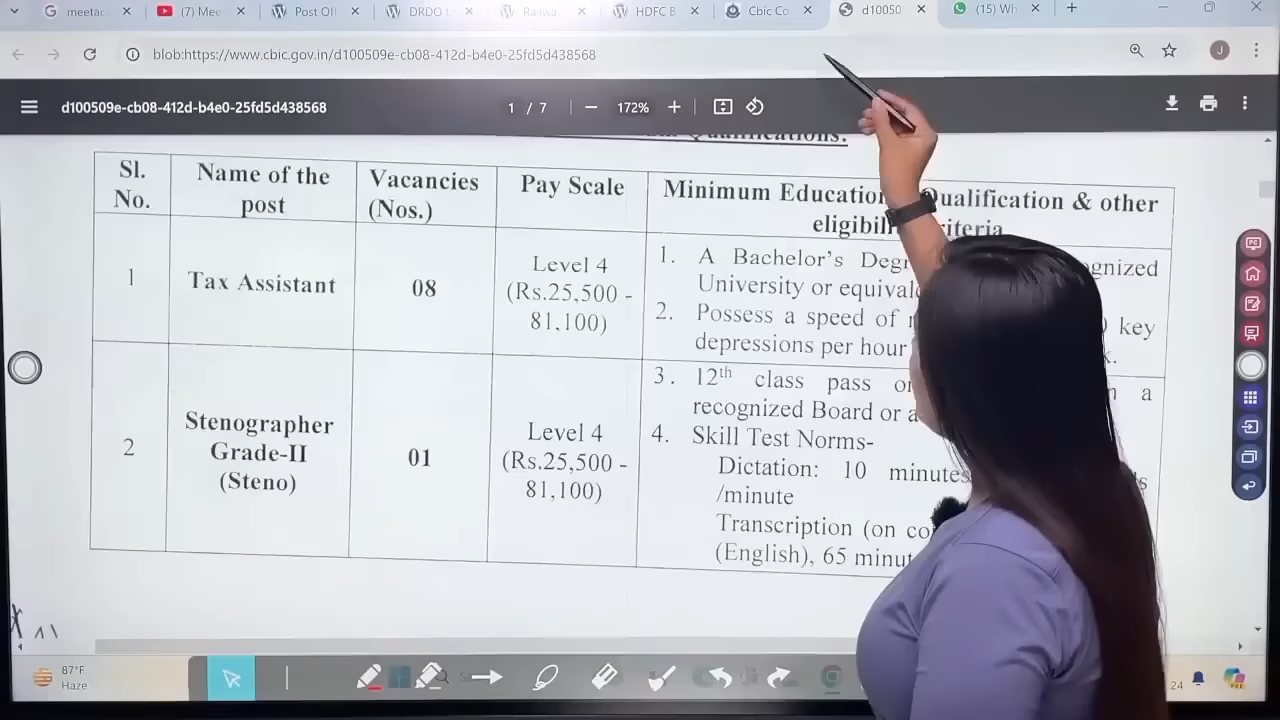 meetac
(7) Mee
Post Of
DRDO
Railwa
HDFC B
Cbic Co
d10050
(15) Wh
blob:https://www.cbic.gov.in/d100509e-cb08-412d-b4e0-25fd5d438568
J
d100509e-cb08-412d-b4e0-25fd5d438568
1 / 7
172%
Qualifications.
Sl. No.
Name of the post
Vacancies (Nos.)
Pay Scale
Minimum Education Qualification & other
eligibili iteria
1
Tax Assistant
08
Level 4
(Rs.25,500 -
81,100)
1. A Bachelor's Degr ognized
University or equivale
2. Possess a speed of key
depressions per hour
2
Stenographer
Grade-II
(Steno)
01
Level 4
(Rs.25,500 -
81,100)
3. 12th class pass or a
recognized Board or
4. Skill Test Norms-
Dictation: 10 minutes
/minute
Transcription (on co
(English), 65 minut
87°F
Haze
24